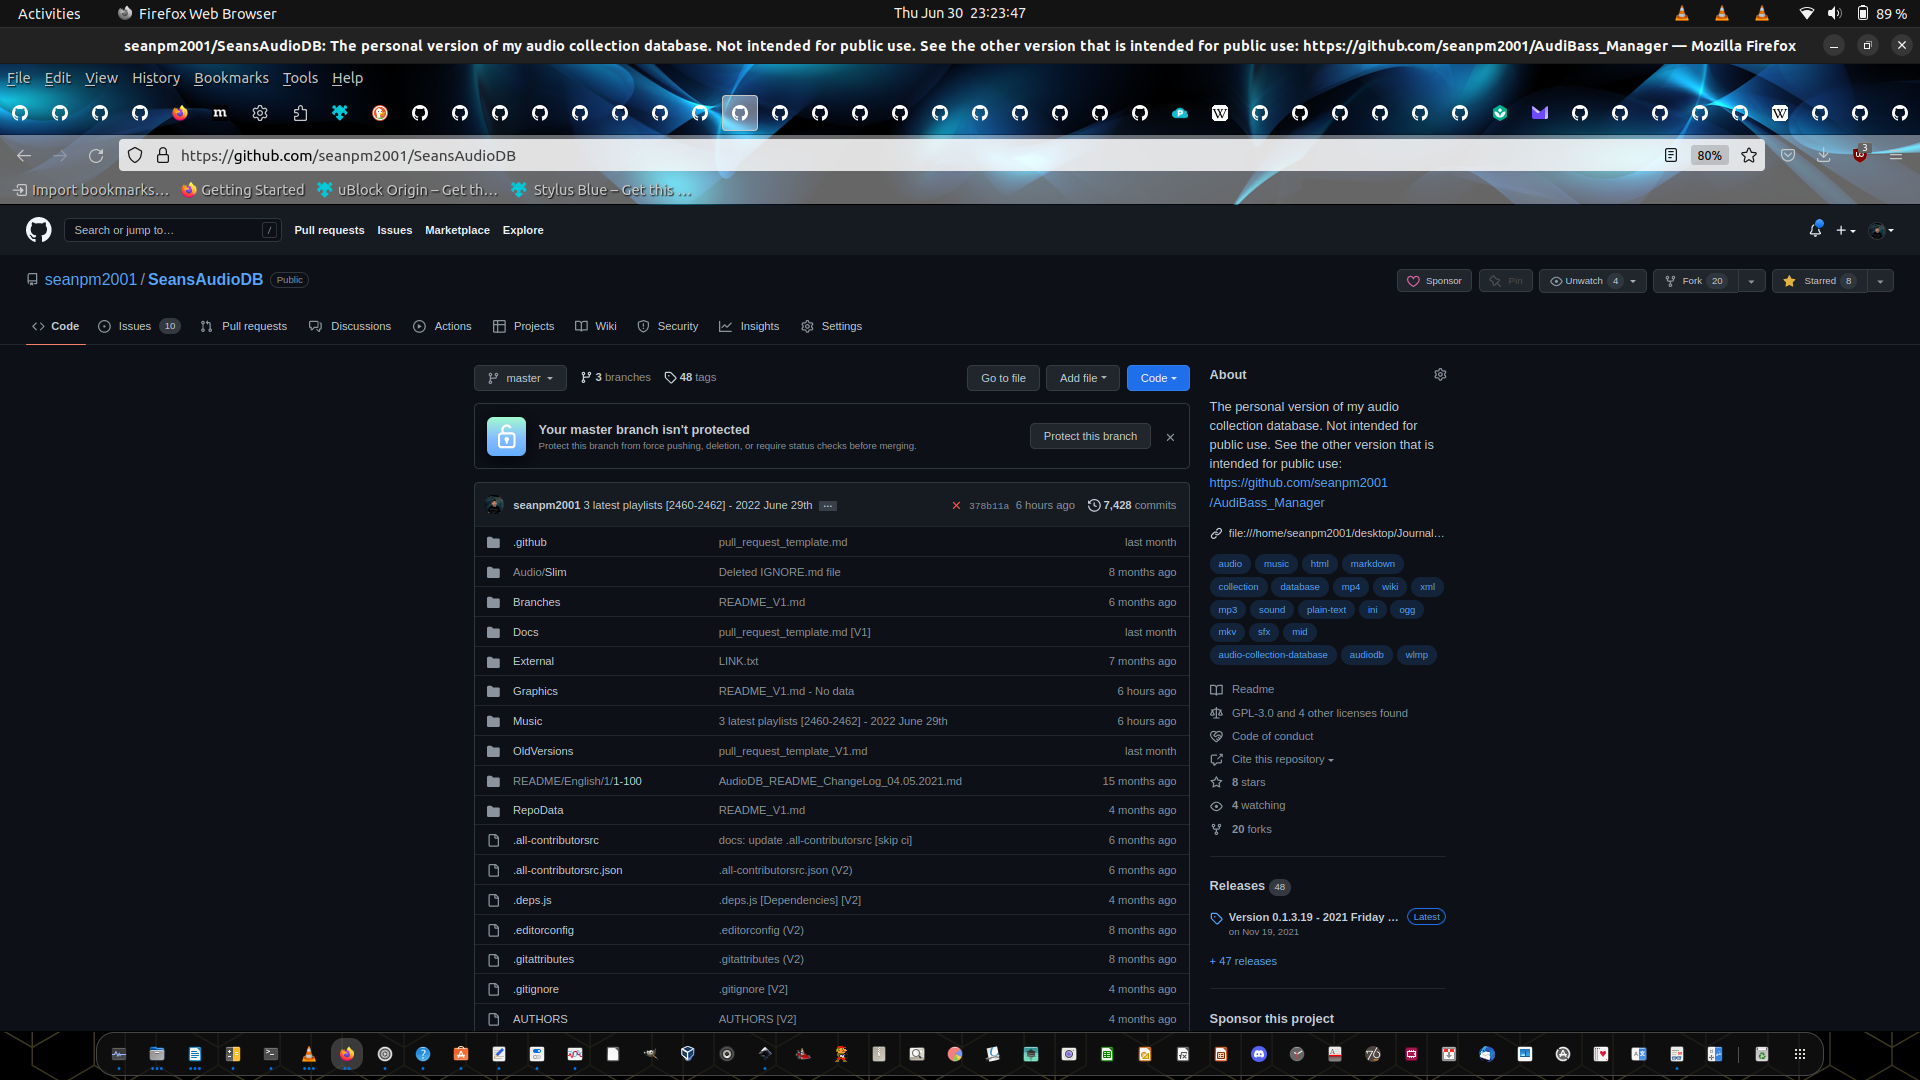 Activities
Firefox Web Browser
Thu Jun 30 23:23:47
89 %
seanpm2001/SeansAudioDB: The personal version of my audio collection database. Not intended for public use. See the other version that is intended for public use: https://github.com/seanpm2001/AudiBass_Manager — Mozilla Firefox
File Edit View History Bookmarks Tools Help
https://github.com/seanpm2001/SeansAudioDB
80%
3
Import bookmarks…
Getting Started
uBlock Origin – Get th…
Stylus Blue – Get this …
Search or jump to…
/
Pull requests Issues Marketplace Explore
seanpm2001 / SeansAudioDB Public
Sponsor
Pin
Unwatch 4
Fork 20
Starred 8
Code
Issues 10
Pull requests
Discussions
Actions
Projects
Wiki
Security
Insights
Settings
master
3 branches
48 tags
Go to file
Add file
Code
Your master branch isn't protected
Protect this branch from force pushing, deletion, or require status checks before merging.
Protect this branch
seanpm2001 3 latest playlists [2460-2462] - 2022 June 29th ...
378b11a 6 hours ago
7,428 commits
.github pull_request_template.md last month
Audio/Slim Deleted IGNORE.md file 8 months ago
Branches README_V1.md 6 months ago
Docs pull_request_template.md [V1] last month
External LINK.txt 7 months ago
Graphics README_V1.md - No data 6 hours ago
Music 3 latest playlists [2460-2462] - 2022 June 29th 6 hours ago
OldVersions pull_request_template_V1.md last month
README/English/1/1-100 AudioDB_README_ChangeLog_04.05.2021.md 15 months ago
RepoData README_V1.md 4 months ago
.all-contributorsrc docs: update .all-contributorsrc [skip ci] 6 months ago
.all-contributorsrc.json .all-contributorsrc.json (V2) 6 months ago
.deps.js .deps.js [Dependencies] [V2] 4 months ago
.editorconfig .editorconfig (V2) 8 months ago
.gitattributes .gitattributes (V2) 8 months ago
.gitignore .gitignore [V2] 4 months ago
AUTHORS AUTHORS [V2] 4 months ago
About
The personal version of my audio
collection database. Not intended for
public use. See the other version that is
intended for public use:
https://github.com/seanpm2001
/AudiBass_Manager
file:///home/seanpm2001/desktop/Journal…
audio music html markdown
collection database mp4 wiki xml
mp3 sound plain-text ini ogg
mkv sfx mid
audio-collection-database audiodb wlmp
Readme
GPL-3.0 and 4 other licenses found
Code of conduct
Cite this repository
8 stars
4 watching
20 forks
Releases 48
Version 0.1.3.19 - 2021 Friday … Latest
on Nov 19, 2021
+ 47 releases
Sponsor this project